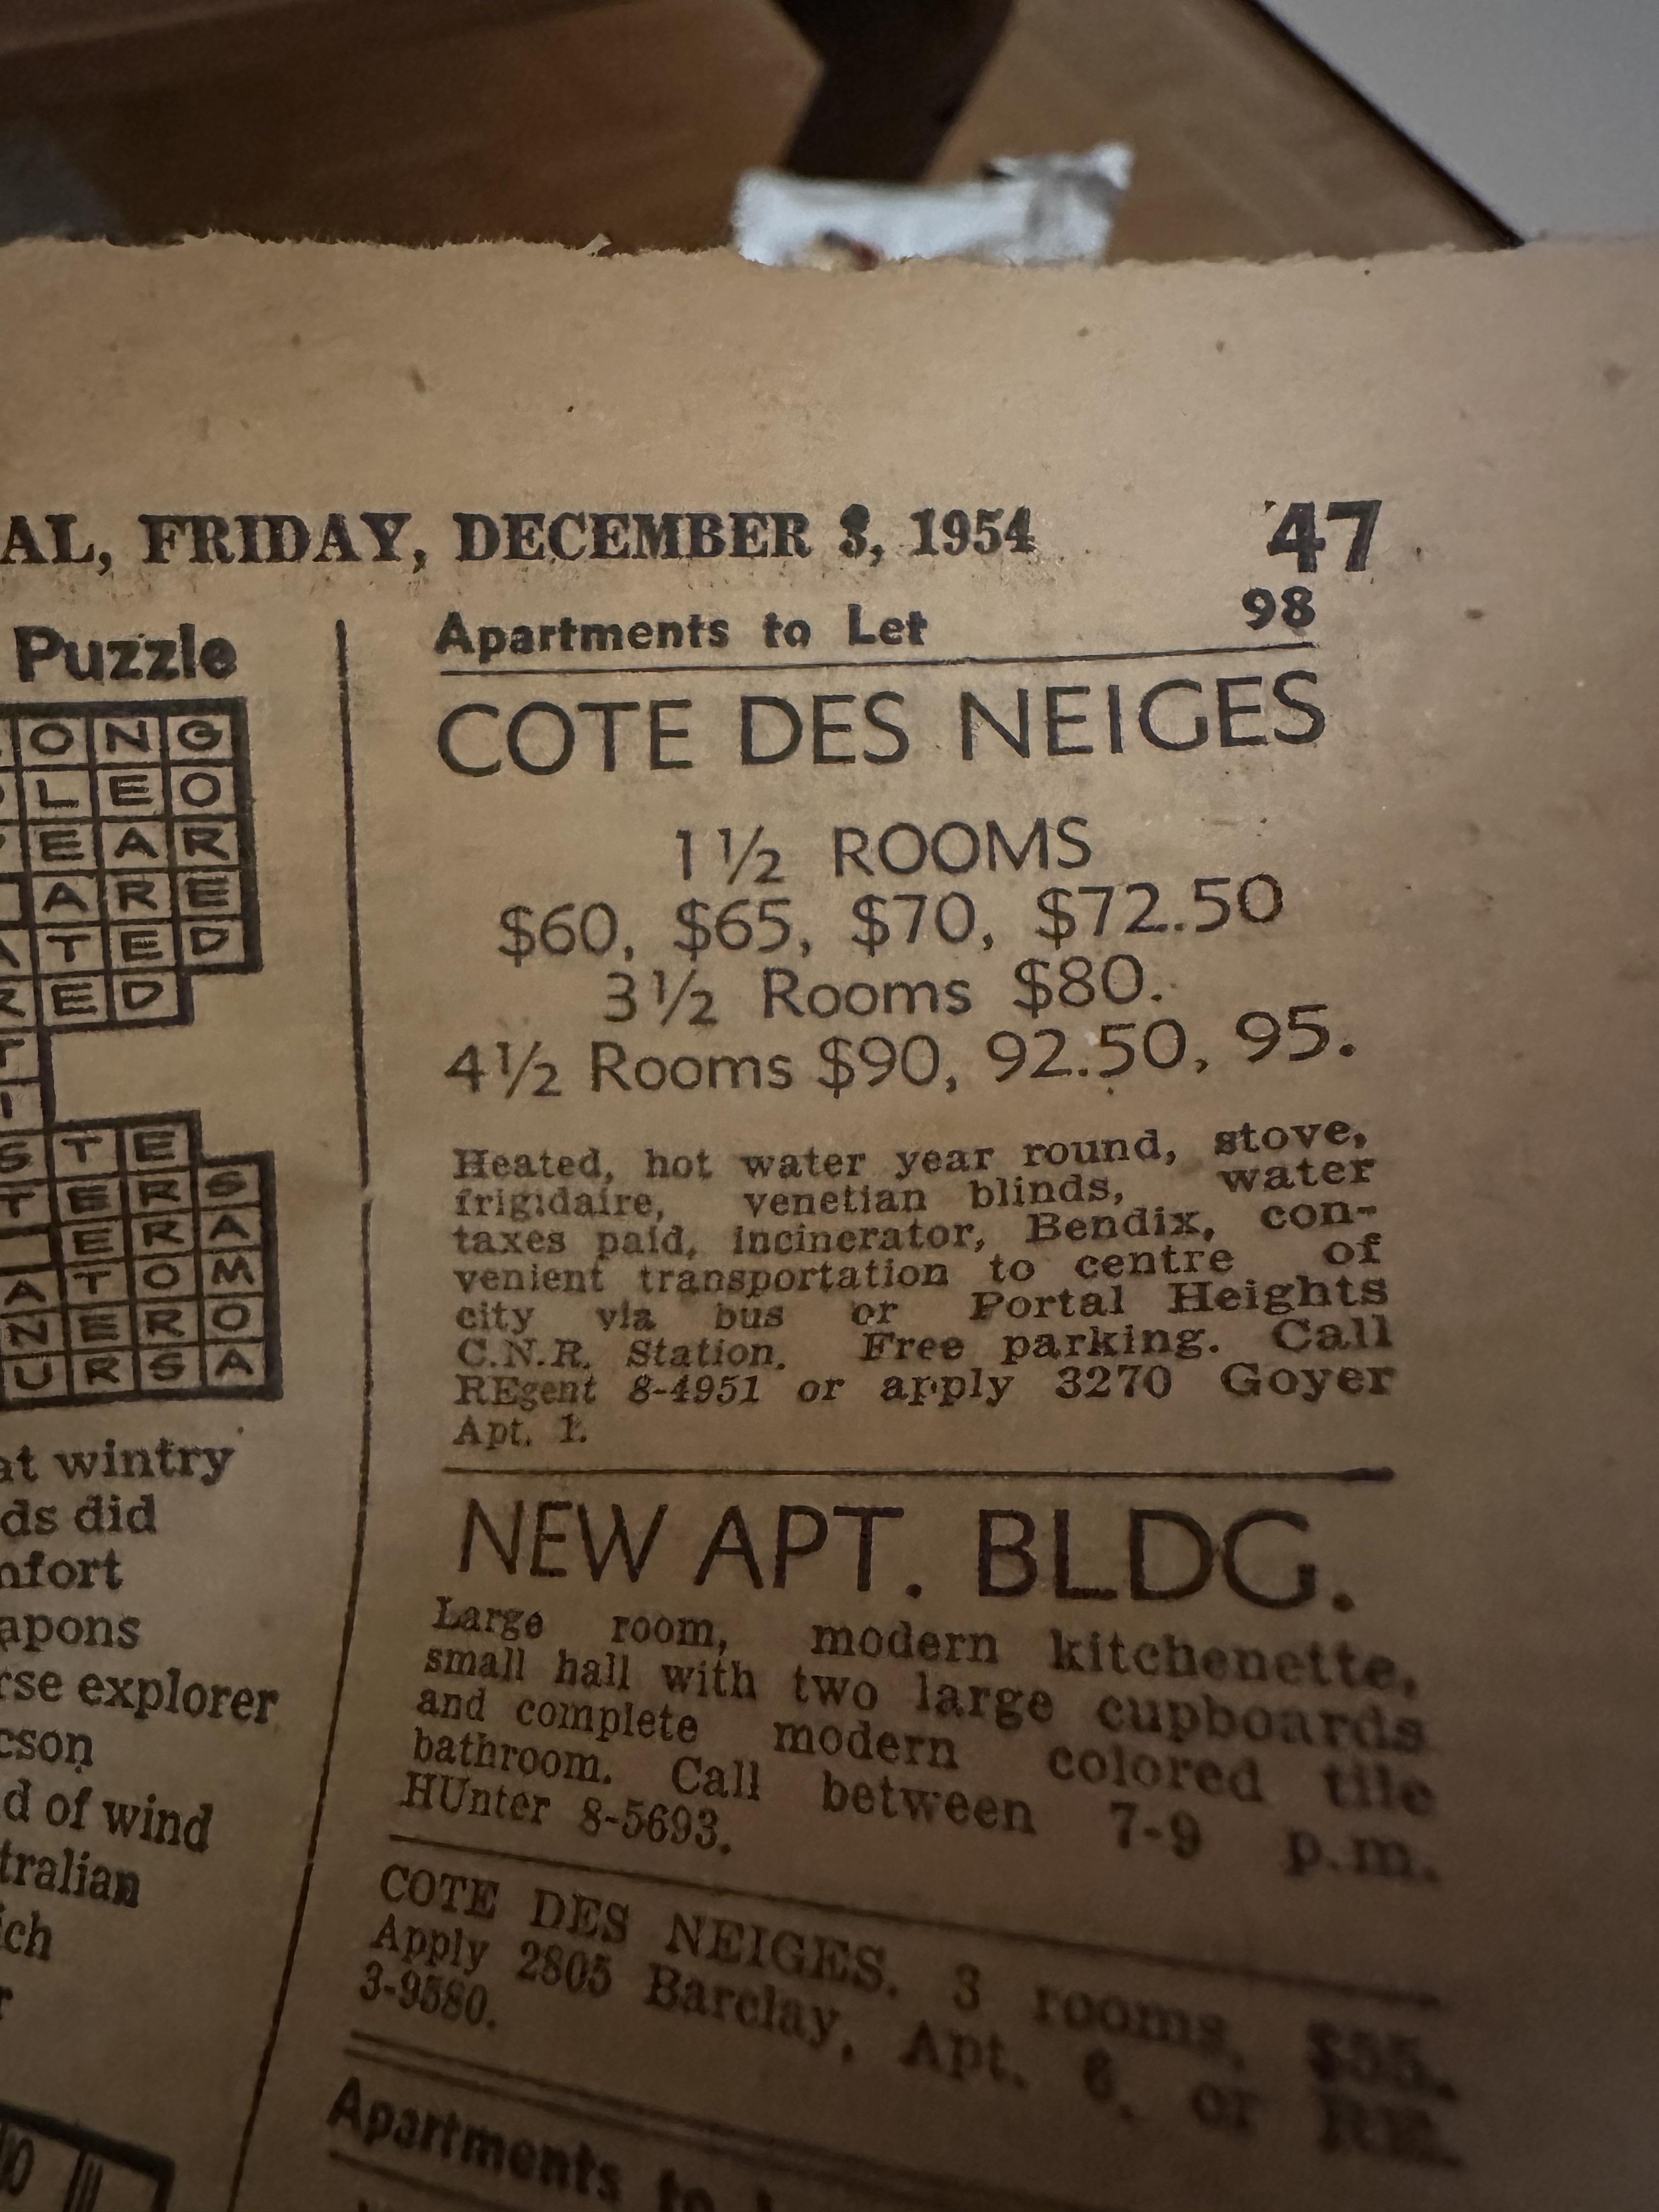 AL, FRIDAY, DECEMBER 3, 1954 47
Puzzle
O N G
L E O
E A R
A R E
T E D
R E D
T
I
S T E
T E R S
E R A
A T O M
N E R O
U R S A
at wintry
ds did
nfort
apons
rse explorer
cson
d of wind
tralian
ich
r
Apartments to Let 98
COTE DES NEIGES
1½ ROOMS
$60, $65, $70, $72.50
3½ Rooms $80.
4½ Rooms $90, 92.50, 95.
Heated, hot water year round, stove,
frigidaire, venetian blinds, water
taxes paid, incinerator, Bendix, con-
venient transportation to centre of
city via bus or Portal Heights
C.N.R. Station. Free parking. Call
REgent 8-4951 or apply 3270 Goyer
Apt. 1.
NEW APT. BLDG.
Large room, modern kitchenette,
small hall with two large cupboards
and complete modern colored tile
bathroom. Call between 7-9 p.m.
HUnter 8-5693.
COTE DES NEIGES. 3 rooms, $55.
Apply 2805 Barclay, Apt. 6, or RE.
3-9580.
Apartments to